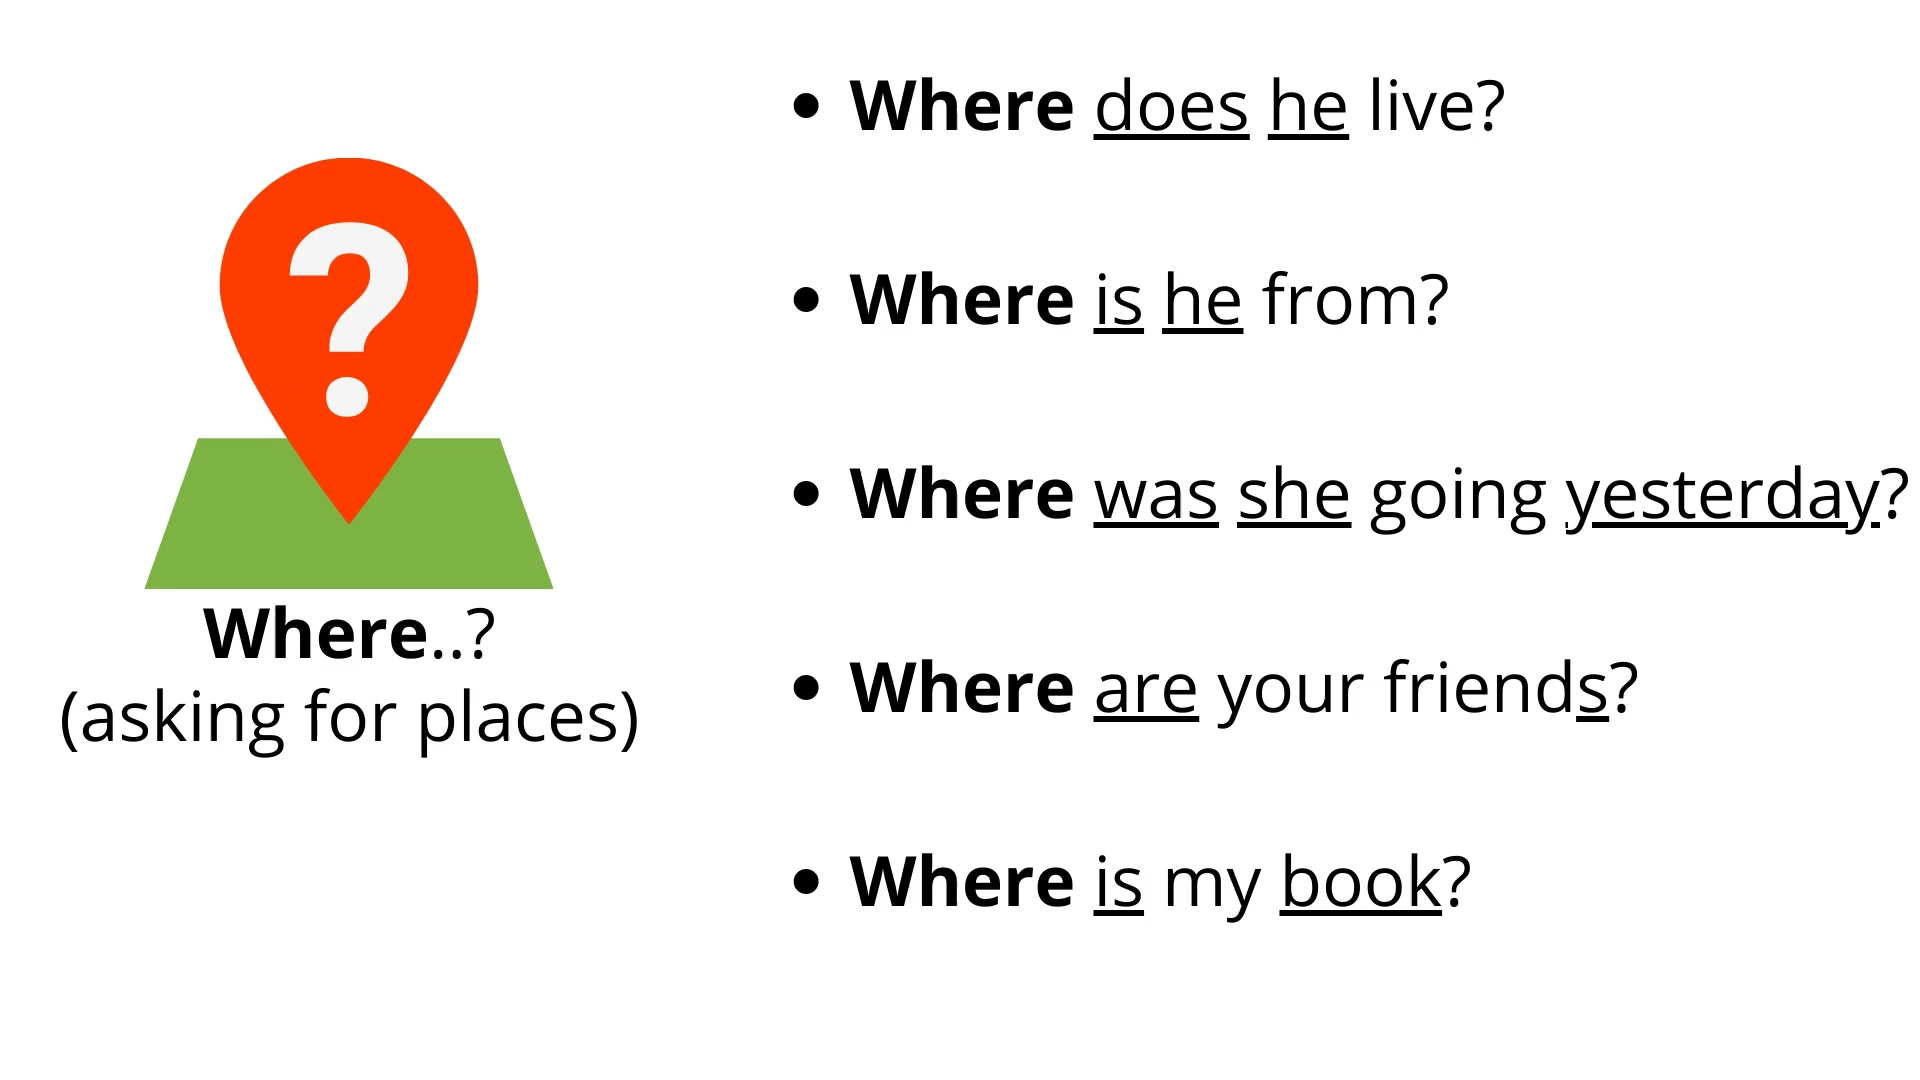 ?
Where..?
(asking for places)
• Where does he live?
• Where is he from?
• Where was she going yesterday?
• Where are your friends?
• Where is my book?